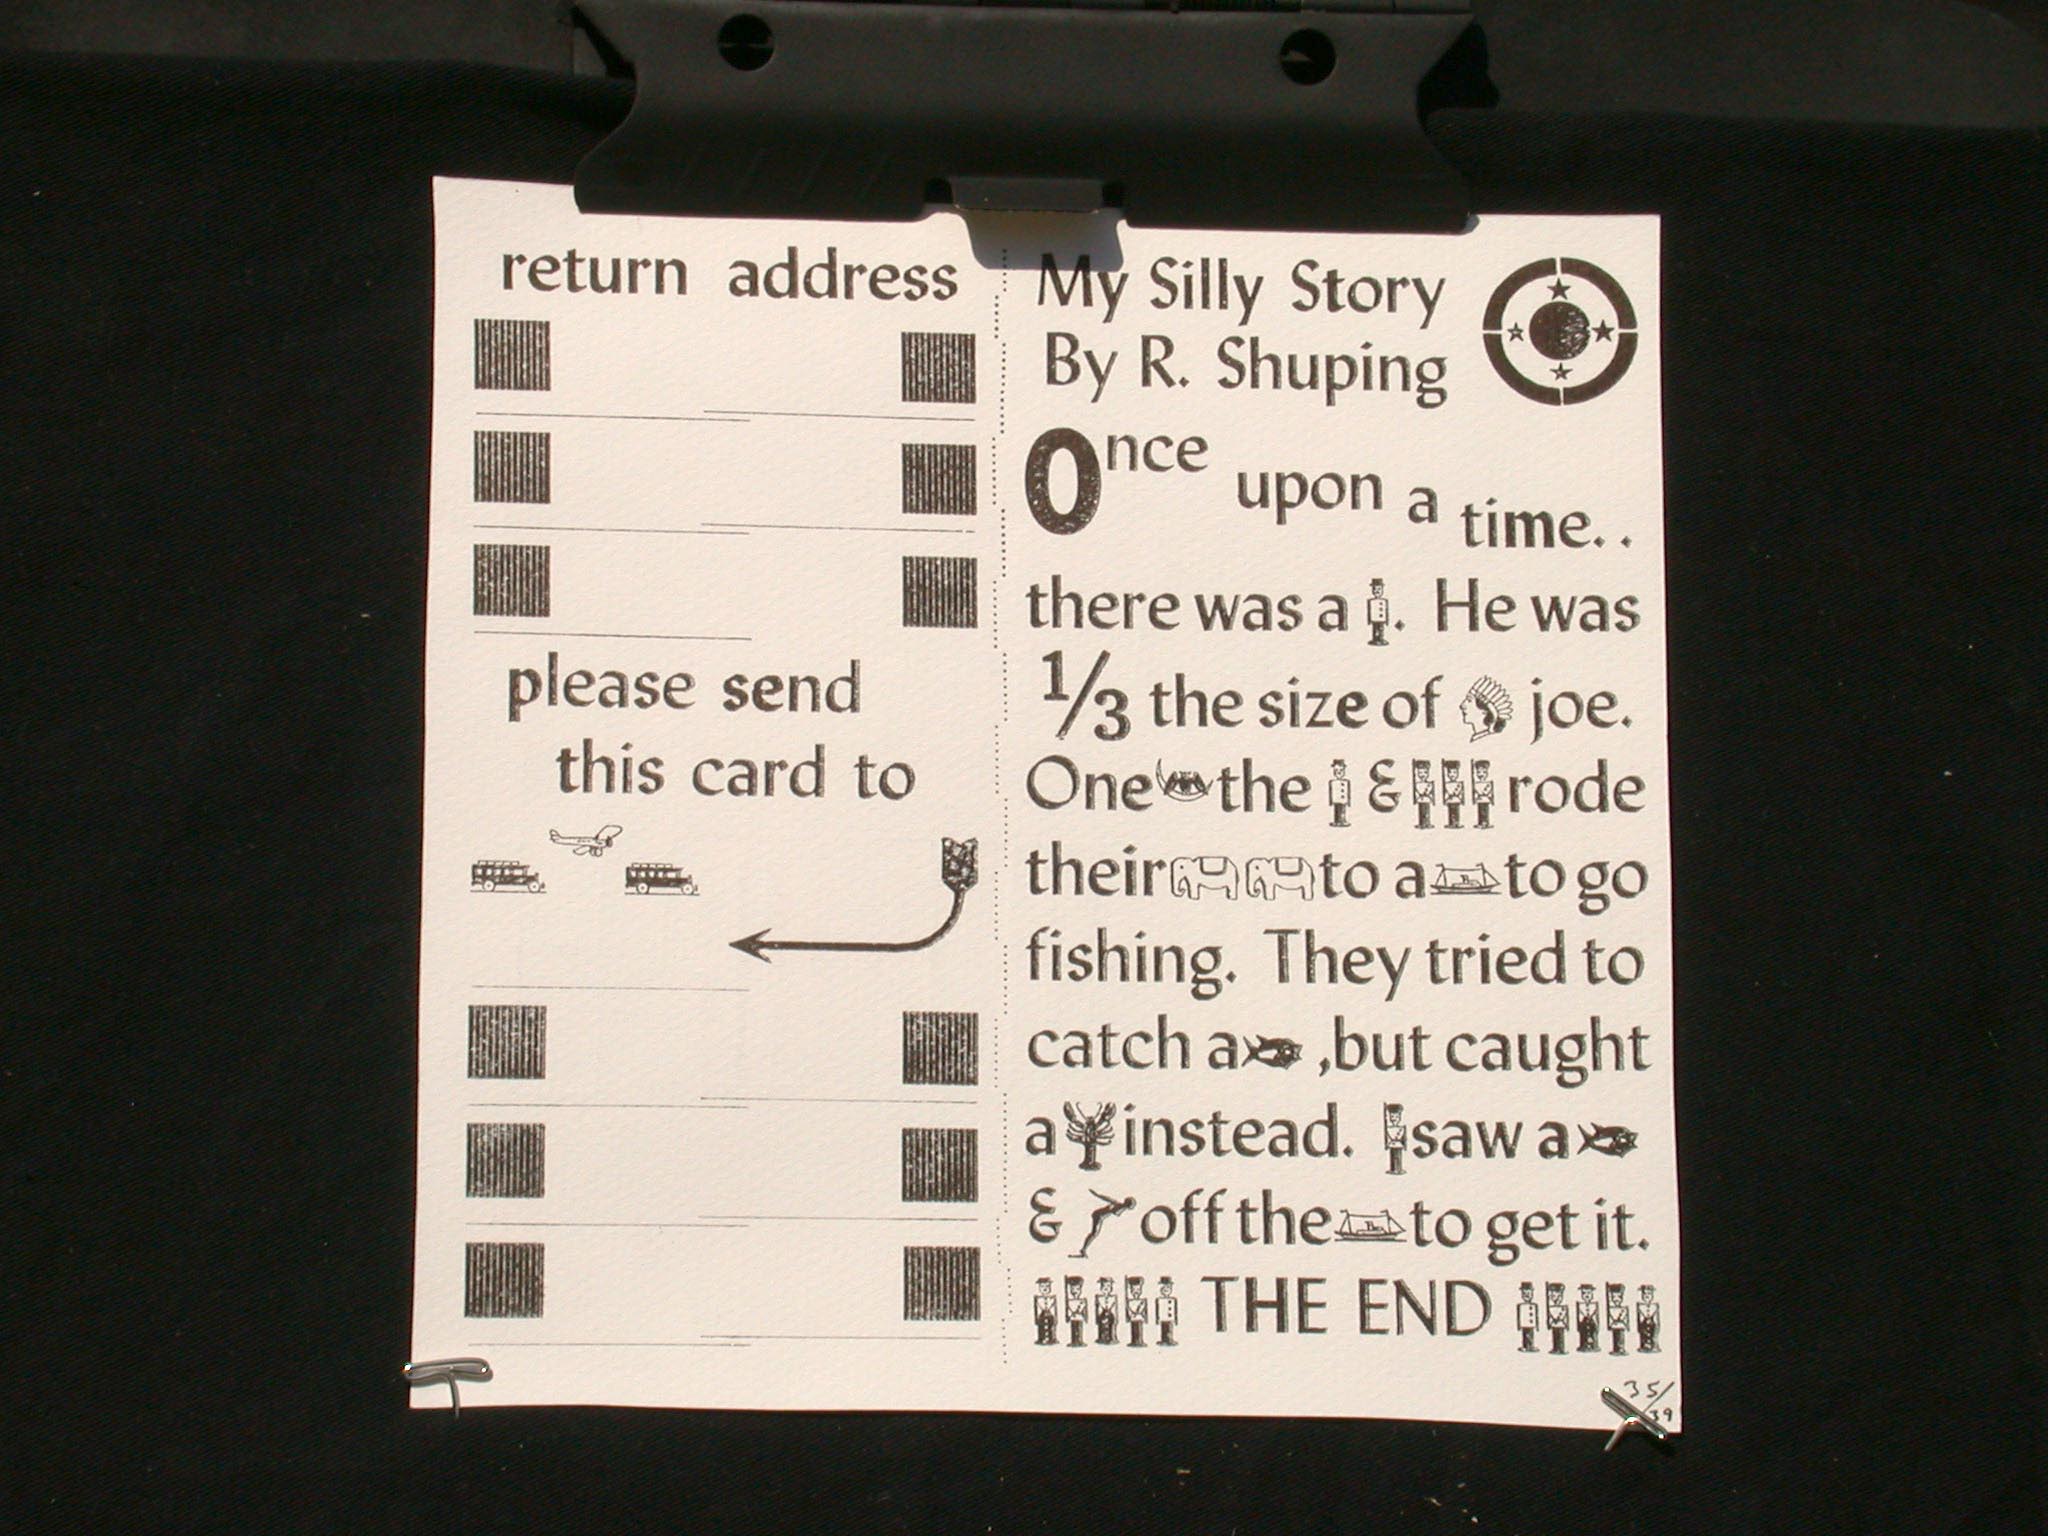 return address
please send
this card to
My Silly Story
By R. Shuping
Once upon a time. .
there was a . He was
1/3 the size of joe.
One the & rode
their to a to go
fishing. They tried to
catch a ,but caught
a instead. saw a
& off the to get it.
THE END
35/39